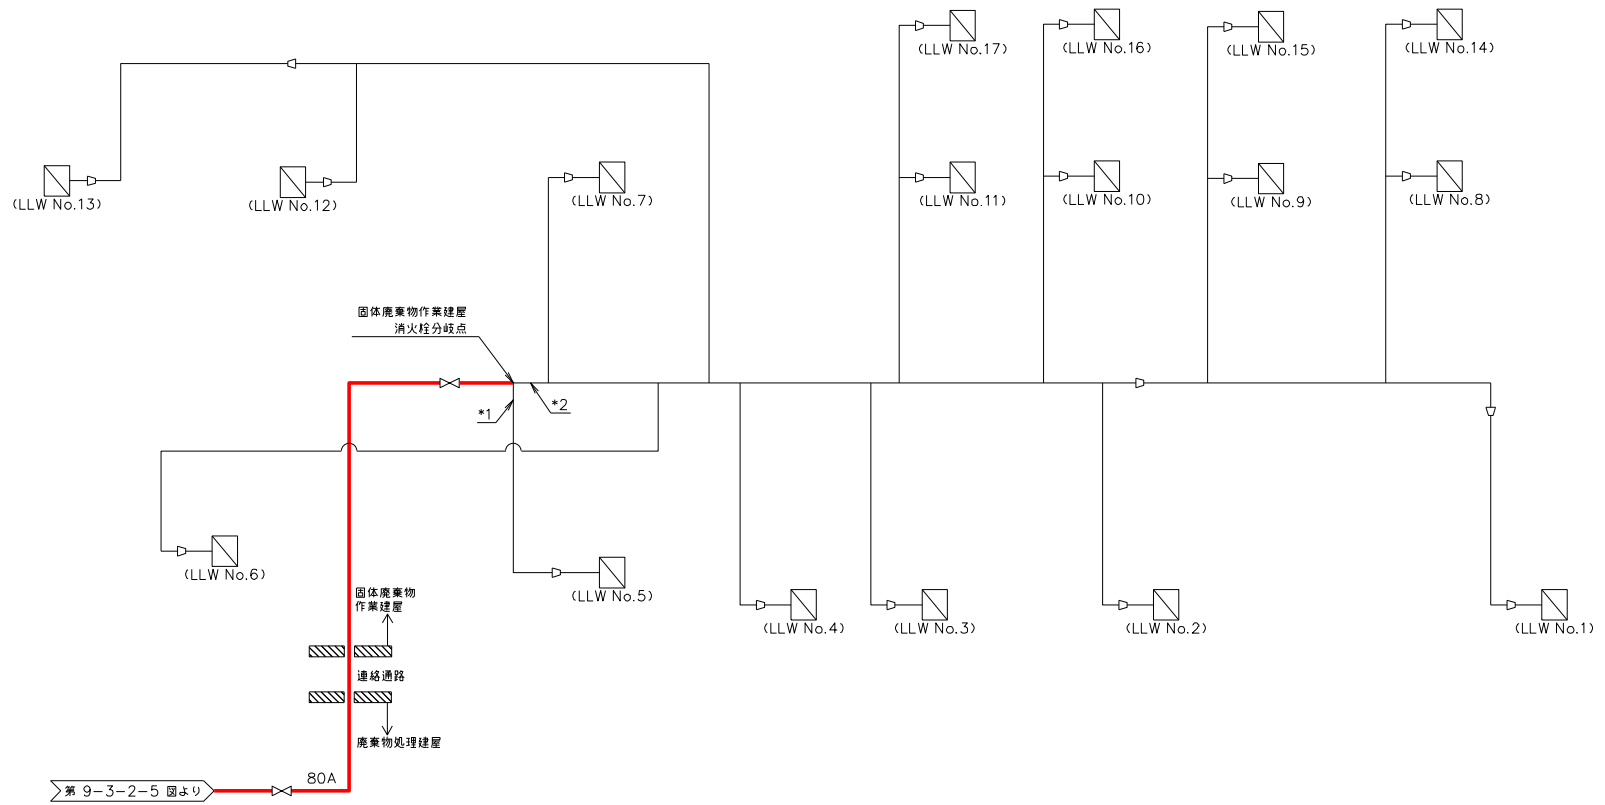 (LLW No.17)
(LLW No.16)
(LLW No.15)
(LLW No.14)
(LLW No.13)
(LLW No.12)
(LLW No.7)
(LLW No.11)
(LLW No.10)
(LLW No.9)
(LLW No.8)
固体廃棄物作業建屋
消火栓分岐点
*1
*2
(LLW No.6)
(LLW No.5)
(LLW No.4)
(LLW No.3)
(LLW No.2)
(LLW No.1)
固体廃棄物
作業建屋
連絡通路
廃棄物処理建屋
80A
第 9-3-2-5 図より